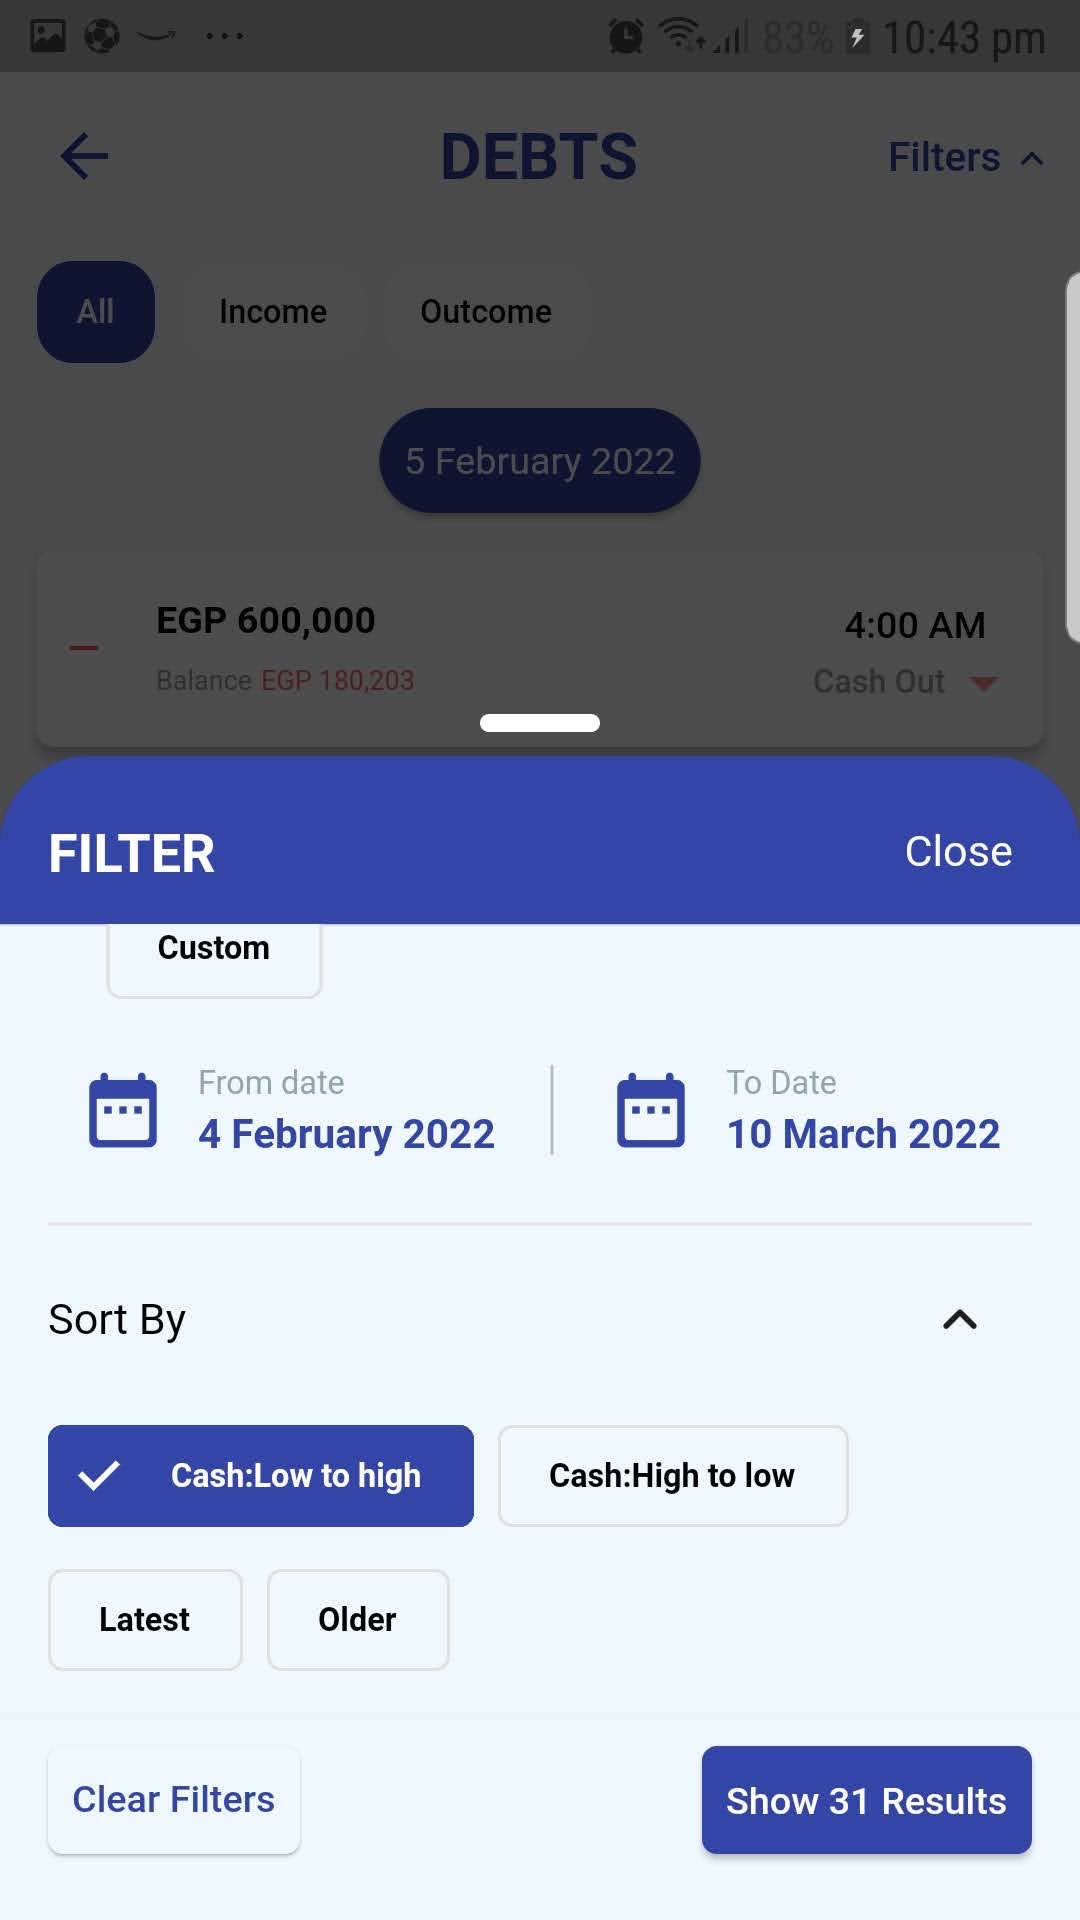 83% 10:43 pm
DEBTS
Filters
All Income Outcome
5 February 2022
EGP 600,000
4:00 AM
Balance EGP 180,203
Cash Out
FILTER
Close
Custom
From date
4 February 2022
To Date
10 March 2022
Sort By
Cash:Low to high
Cash:High to low
Latest
Older
Clear Filters
Show 31 Results